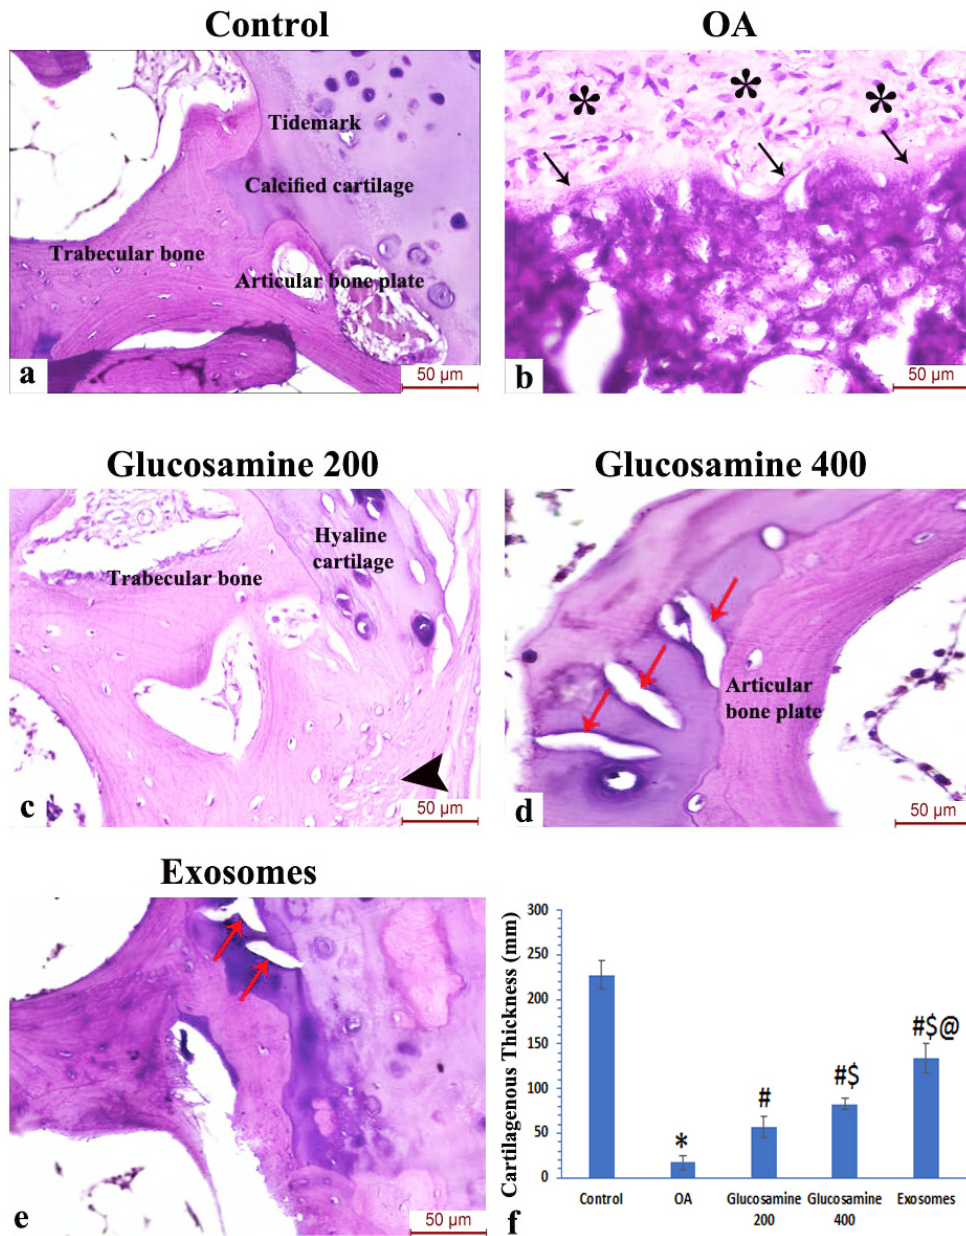 Control
OA
Tidemark
Calcified cartilage
Trabecular bone
Articular bone plate
a
50 µm
* * *
b
50 µm
Glucosamine 200
Glucosamine 400
Hyaline
cartilage
Trabecular bone
c
50 µm
Articular
bone plate
d
50 µm
Exosomes
e
50 µm
Cartilagenous Thickness (mm)
300
250
200
150
100
50
0
*
#
#$
#$@
Control
OA
Glucosamine
200
Glucosamine
400
Exosomes
f